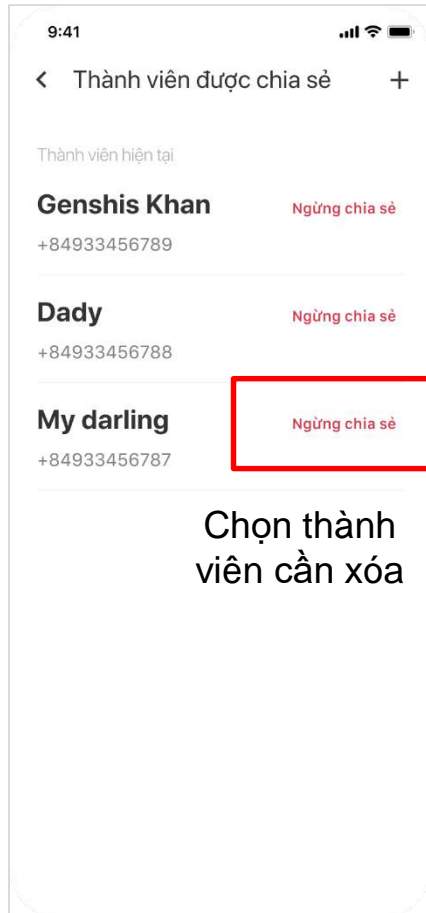 9:41
Thành viên được chia sẻ
Thành viên hiện tại
Genshis Khan
Ngừng chia sẻ
+84933456789
Dady
Ngừng chia sẻ
+84933456788
My darling
Ngừng chia sẻ
+84933456787
Chọn thành
viên cần xóa